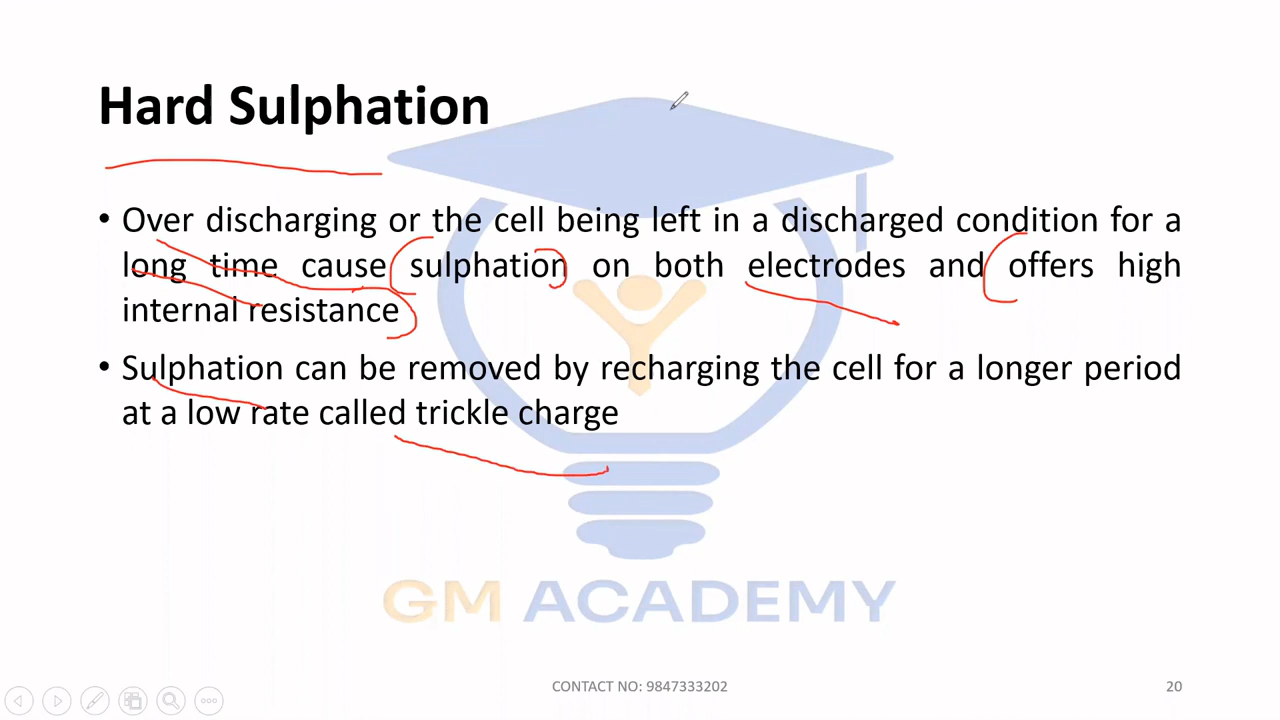 Hard Sulphation
• Over discharging or the cell being left in a discharged condition for a
long time cause sulphation on both electrodes and offers high
internal resistance
• Sulphation can be removed by recharging the cell for a longer period
at a low rate called trickle charge
GM ACADEMY
CONTACT NO: 9847333202
20